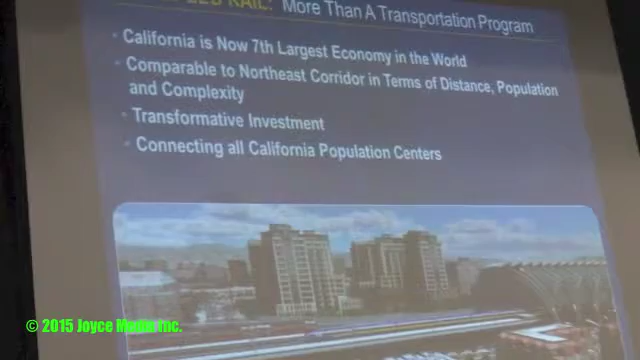 RAIL: More Than A Transportation Program
• California is Now 7th Largest Economy in the World
• Comparable to Northeast Corridor in Terms of Distance, Population
and Complexity
• Transformative Investment
• Connecting all California Population Centers
© 2015 Joyce Media Inc.